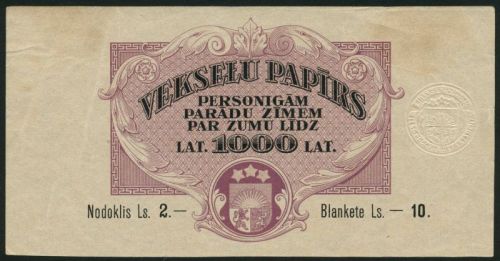 VEKSEĻU PAPĪRS
PERSONIGĀM
PARĀDU ZĪMEM
PAR ZUMU LĪDZ
LAT. 1000 LAT.
Nodoklis Ls. 2.—
Blankete Ls. — 10.